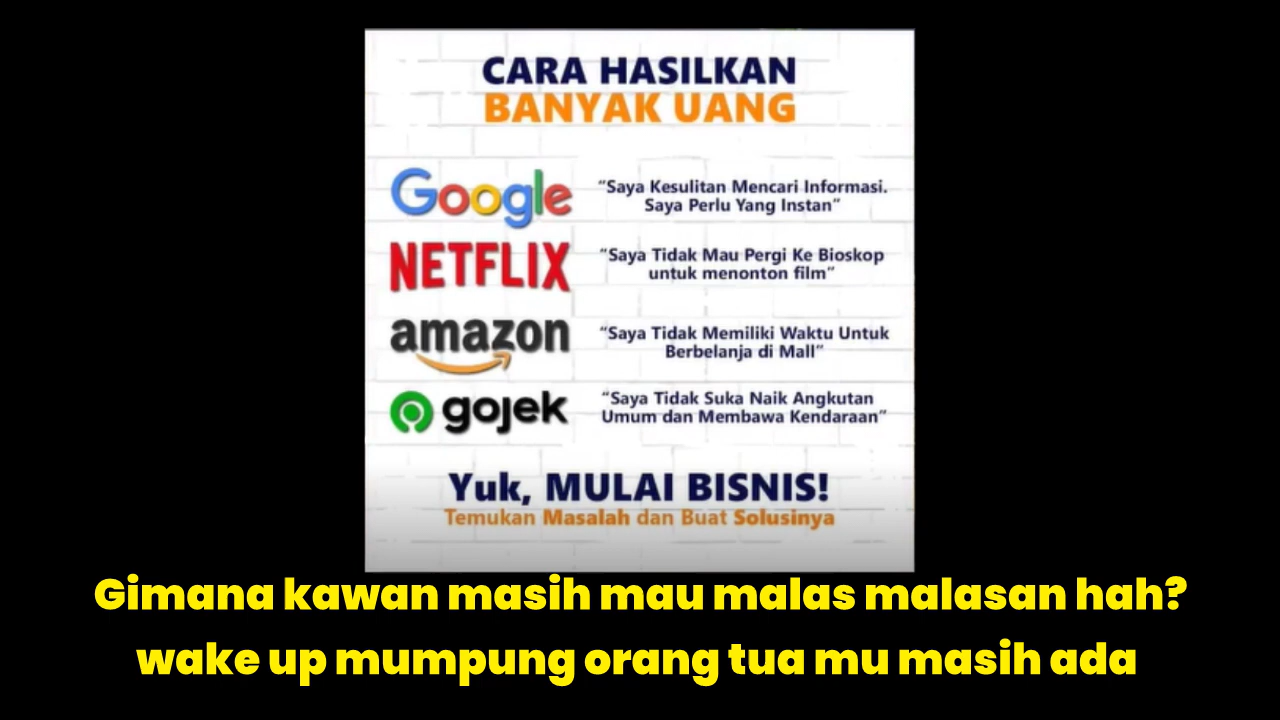 CARA HASILKAN
BANYAK UANG
Google
“Saya Kesulitan Mencari Informasi.
Saya Perlu Yang Instan”
NETFLIX
“Saya Tidak Mau Pergi Ke Bioskop
untuk menonton film”
amazon
“Saya Tidak Memiliki Waktu Untuk
Berbelanja di Mall”
gojek
“Saya Tidak Suka Naik Angkutan
Umum dan Membawa Kendaraan”
Yuk, MULAI BISNIS!
Temukan Masalah dan Buat Solusinya
Gimana kawan masih mau malas malasan hah?
wake up mumpung orang tua mu masih ada